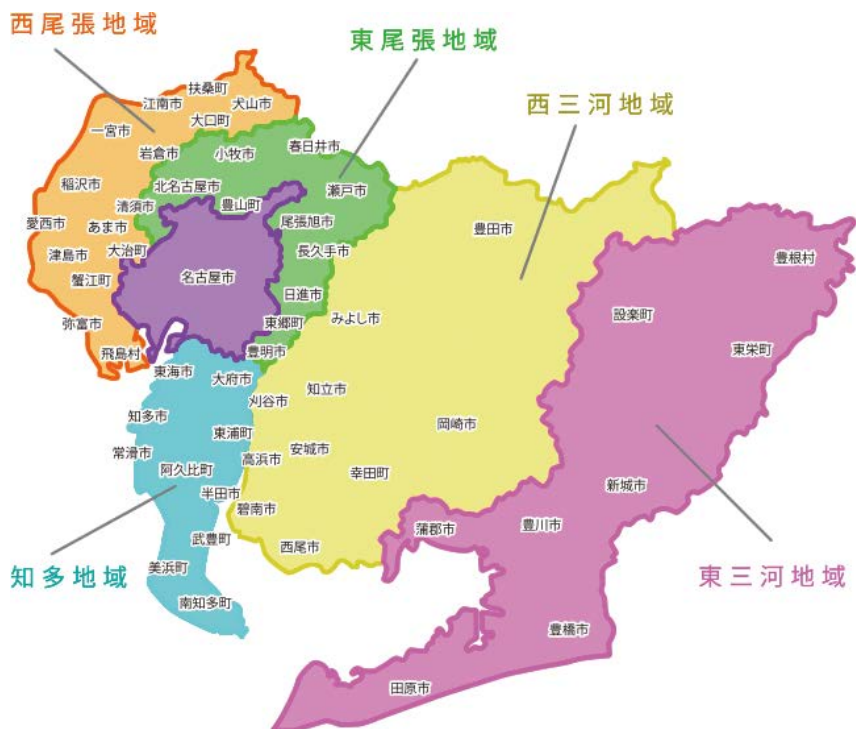 西尾張地域
東尾張地域
西三河地域
扶桑町
江南市
犬山市
大口町
一宮市
岩倉市
小牧市
春日井市
稲沢市
北名古屋市
瀬戸市
清須市
豊山町
愛西市
あま市
尾張旭市
豊田市
津島市
大治町
長久手市
豊根村
蟹江町
名古屋市
日進市
設楽町
弥富市
東郷町
みよし市
飛島村
豊明市
東栄町
東海市
大府市
刈谷市
知立市
知多市
東浦町
岡崎市
常滑市
阿久比町
高浜市
安城市
幸田町
半田市
碧南市
新城市
武豊町
西尾市
蒲郡市
豊川市
知多地域
美浜町
東三河地域
南知多町
豊橋市
田原市